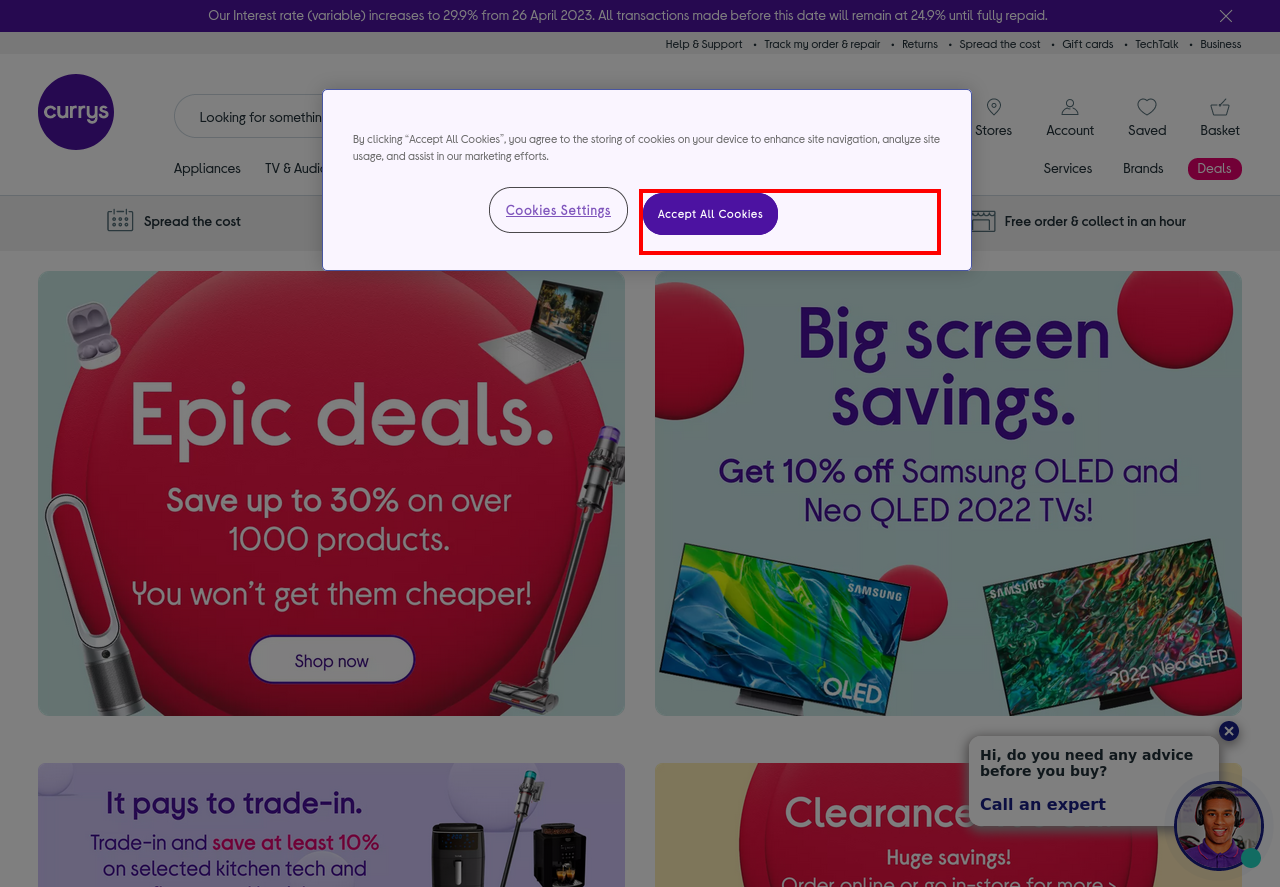 Our Interest rate (variable) increases to 29.9% from 26 April 2023. All transactions made before this date will remain at 24.9% until fully repaid.
Help & Support • Track my order & repair • Returns • Spread the cost • Gift cards • TechTalk • Business
currys
Looking for somethin
Stores Account Saved Basket
Appliances TV & Audio Services Brands Deals
By clicking “Accept All Cookies”, you agree to the storing of cookies on your device to enhance site navigation, analyze site
usage, and assist in our marketing efforts.
Cookies Settings
Accept All Cookies
Spread the cost
Free order & collect in an hour
Epic deals.
Save up to 30% on over
1000 products.
You won’t get them cheaper!
Shop now
Big screen
savings.
Get 10% off Samsung OLED and
Neo QLED 2022 TVs!
SAMSUNG
OLED
SAMSUNG
2022 Neo QLED
It pays to trade-in.
Trade-in and save at least 10%
on selected kitchen tech and
Clearance
Huge savings!
Order online or go in-store for more >
Hi, do you need any advice
before you buy?
Call an expert